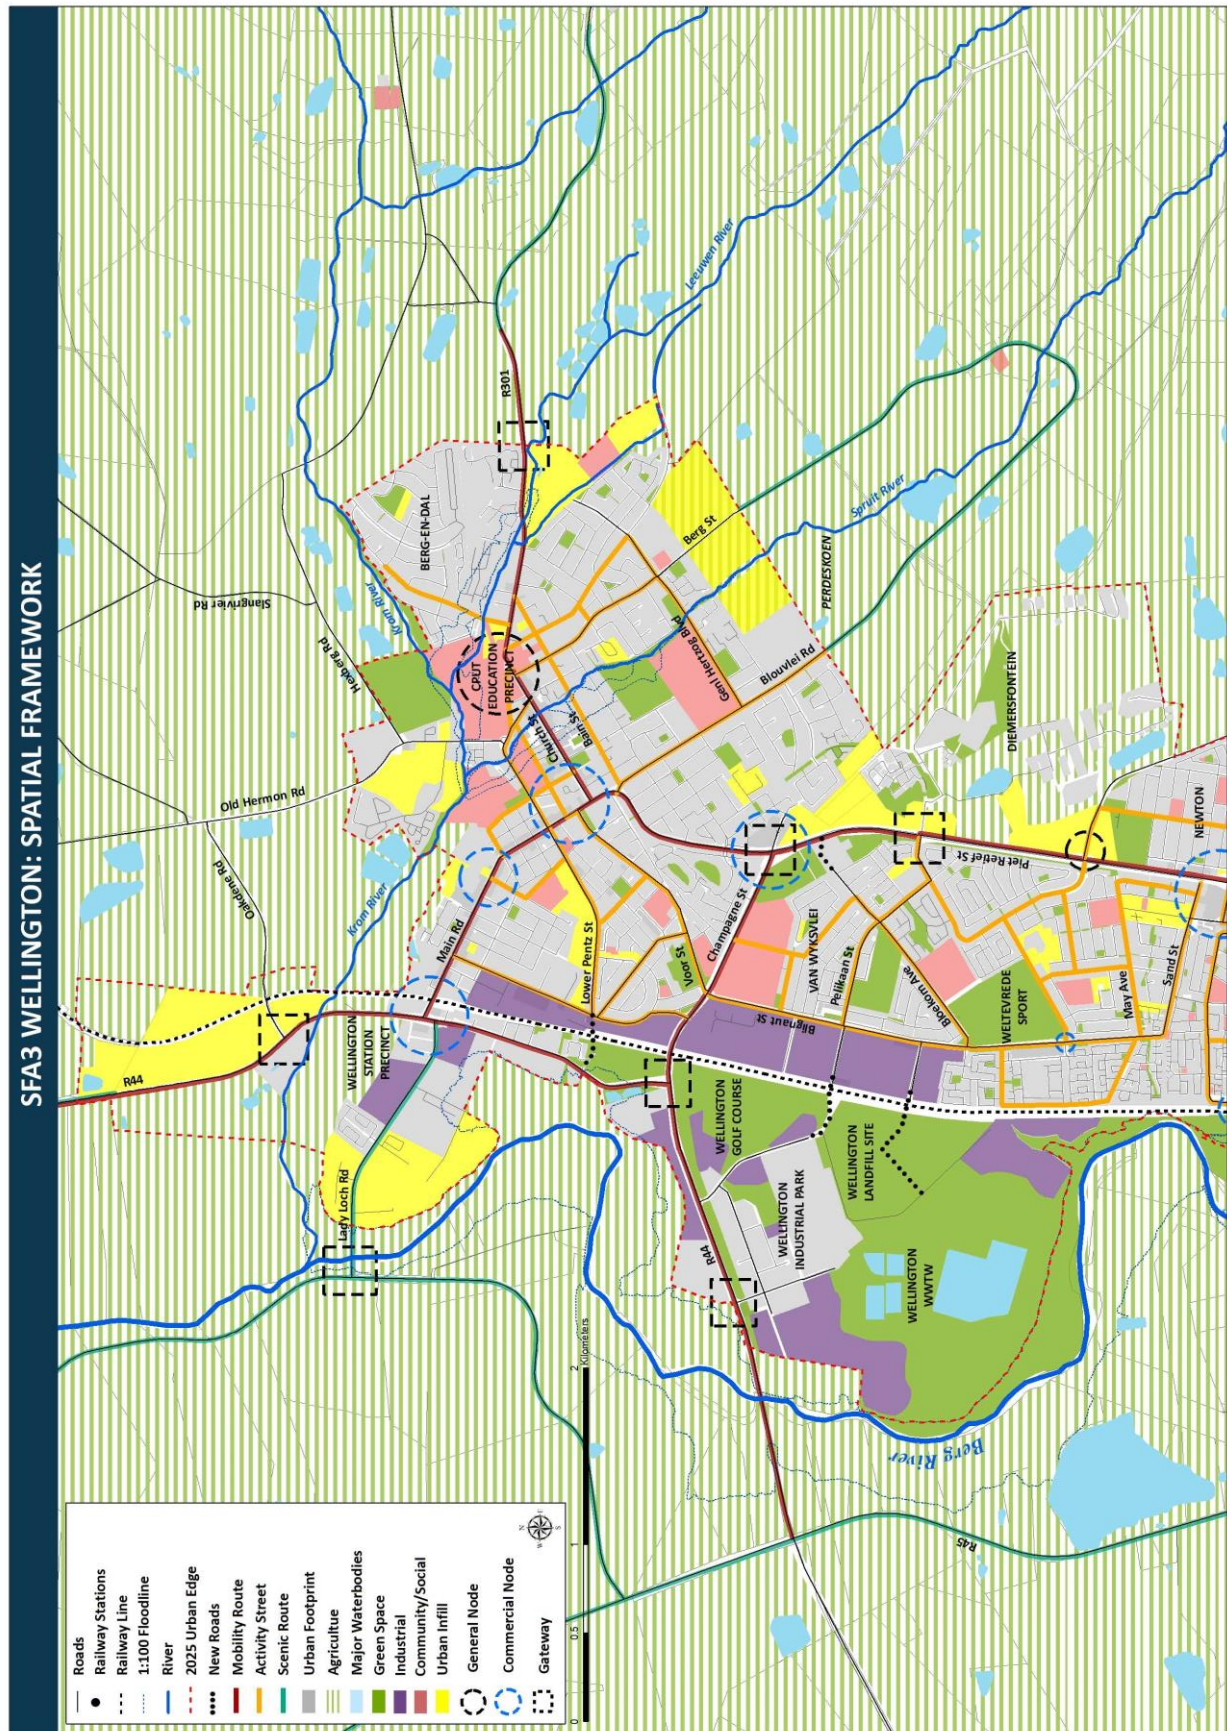 SFA3 WELLINGTON: SPATIAL FRAMEWORK
Roads
Railway Stations
Railway Line
1:100 Floodline
River
2025 Urban Edge
New Roads
Mobility Route
Activity Street
Scenic Route
Urban Footprint
Agricultue
Major Waterbodies
Green Space
Industrial
Community/Social
Urban Infill
General Node
Commercial Node
Gateway
N
E
S
W
0
0.5
1
2
Kilometers
R44
Oakdene Rd
Old Hermon Rd
Hexberg Rd
Slangrivier Rd
Krom River
Krom River
BERG-EN-DAL
R301
Leeuwen River
CPUT
EDUCATION
PRECINCT
Church St
Bain St
Main Rd
WELLINGTON
STATION
PRECINCT
Lady Loch Rd
Lower Pentz St
Voor St
Champagne St
Genl Hertzog Blvd
Berg St
Blouvlei Rd
Spruit River
PERDESKOEN
DIEMERSFONTEIN
Piet Retief St
NEWTON
VAN WYKSVLEI
Pelikaan St
Bloekom Ave
Blignaut St
WELTEVREDE
SPORT
May Ave
Sand St
WELLINGTON
GOLF COURSE
R44
WELLINGTON
INDUSTRIAL PARK
WELLINGTON
LANDFILL SITE
WELLINGTON
WWTW
Berg River
R45